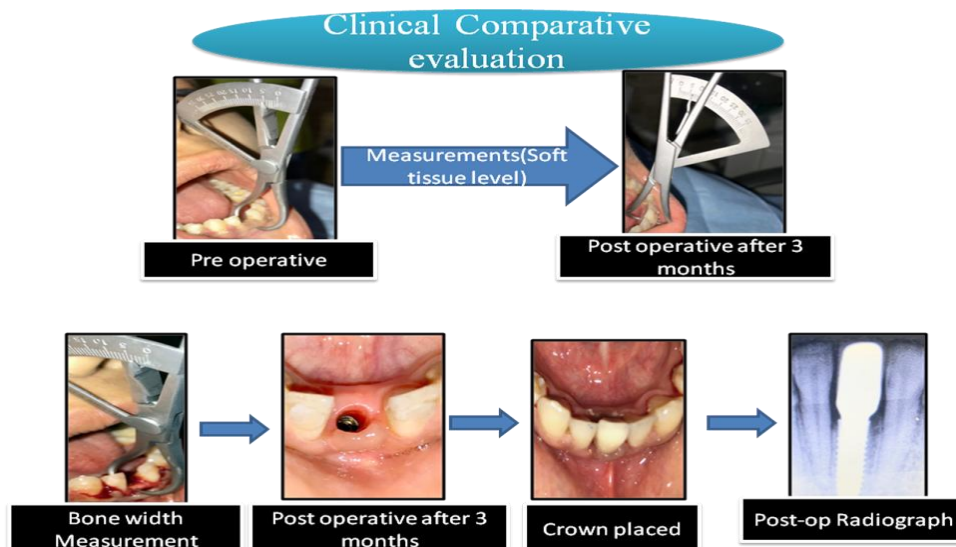 Clinical Comparative
evaluation
Measurements(Soft
tissue level)
Pre operative
Post operative after 3
months
Bone width
Measurement
Post operative after 3
months
Crown placed
Post-op Radiograph